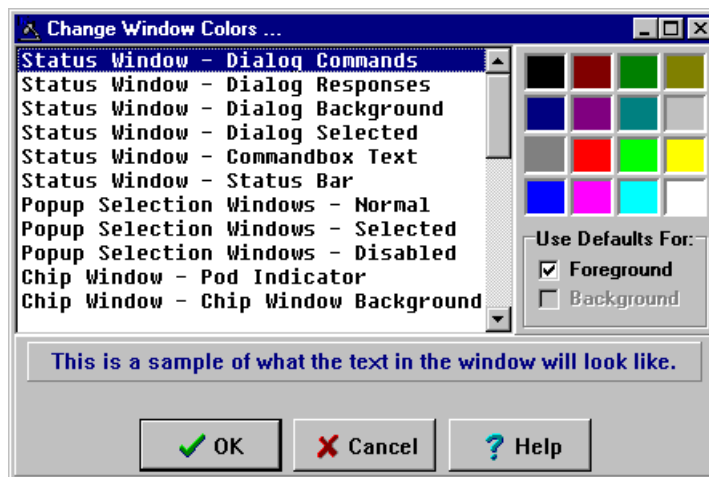 Change Window Colors ...
Status Window - Dialog Commands
Status Window - Dialog Responses
Status Window - Dialog Background
Status Window - Dialog Selected
Status Window - Commandbox Text
Status Window - Status Bar
Popup Selection Windows - Normal
Popup Selection Windows - Selected
Popup Selection Windows - Disabled
Chip Window - Pod Indicator
Chip Window - Chip Window Background
Use Defaults For:
Foreground
Background
This is a sample of what the text in the window will look like.
OK
Cancel
? Help